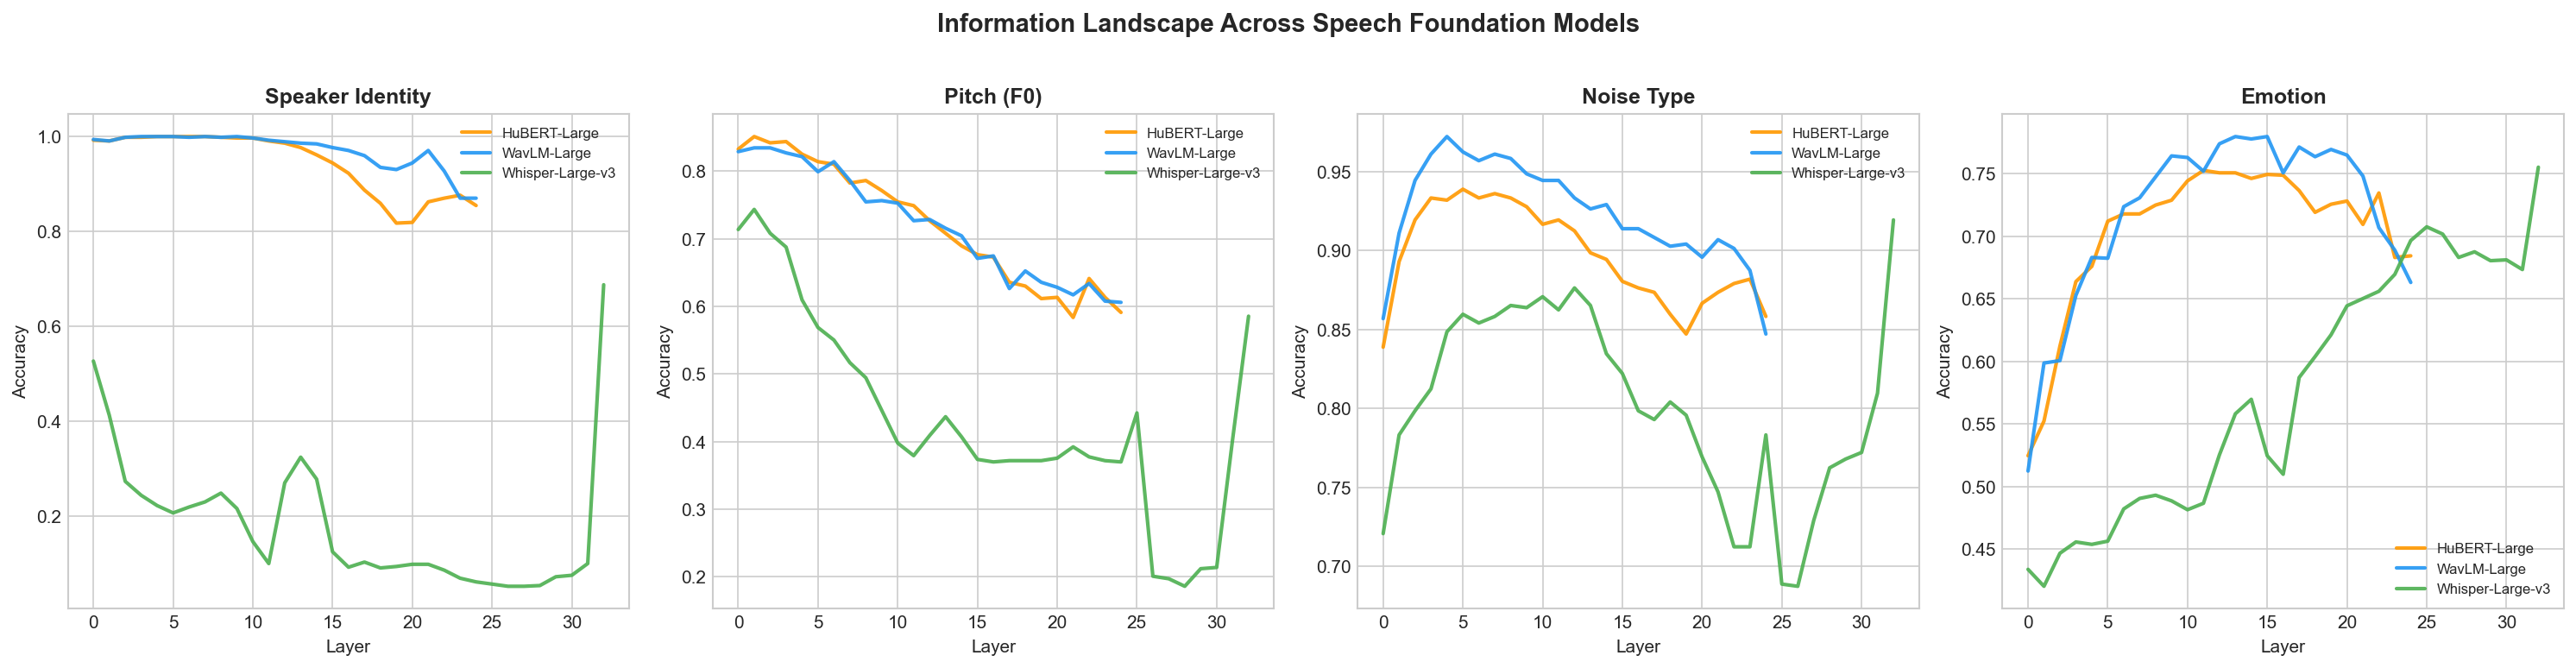 Information Landscape Across Speech Foundation Models
Speaker Identity
Accuracy
1.0
0.8
0.6
0.4
0.2
HuBERT-Large
WavLM-Large
Whisper-Large-v3
0 5 10 15 20 25 30
Layer
Pitch (F0)
Accuracy
0.8
0.7
0.6
0.5
0.4
0.3
0.2
HuBERT-Large
WavLM-Large
Whisper-Large-v3
0 5 10 15 20 25 30
Layer
Noise Type
Accuracy
0.95
0.90
0.85
0.80
0.75
0.70
HuBERT-Large
WavLM-Large
Whisper-Large-v3
0 5 10 15 20 25 30
Layer
Emotion
Accuracy
0.75
0.70
0.65
0.60
0.55
0.50
0.45
HuBERT-Large
WavLM-Large
Whisper-Large-v3
0 5 10 15 20 25 30
Layer